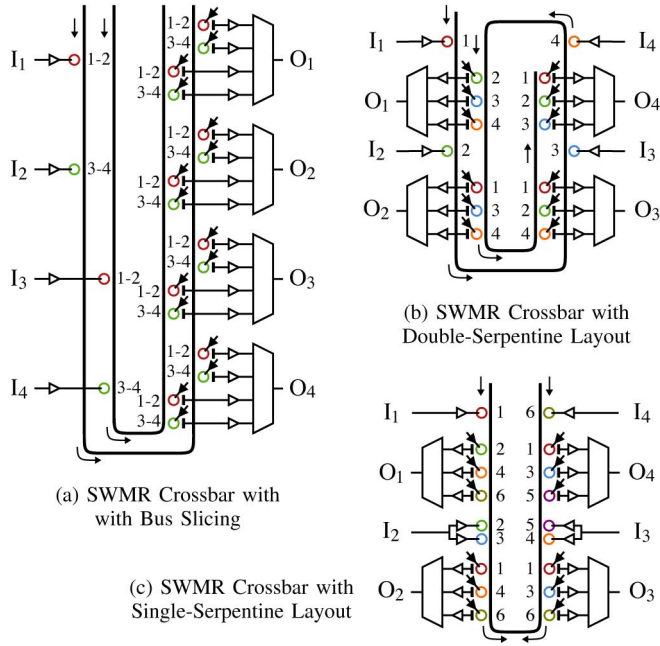 1-2
3-4
I1 1-2 1-2 O1
3-4
1-2
3-4
I2 3-4 1-2 O2
3-4
1-2
3-4
I3 1-2 1-2 O3
3-4
1-2
3-4
I4 3-4 1-2 O4
3-4
(a) SWMR Crossbar with
with Bus Slicing
I1 1 4 I4
2 1
O1 3 2 O4
4 3
I2 2 3 I3
1 1
O2 3 2 O3
4 4
(b) SWMR Crossbar with
Double-Serpentine Layout
I1 1 6 I4
2 1
O1 4 3 O4
6 5
I2 2 5 I3
3 4
1 1
O2 4 3 O3
6 6
(c) SWMR Crossbar with
Single-Serpentine Layout